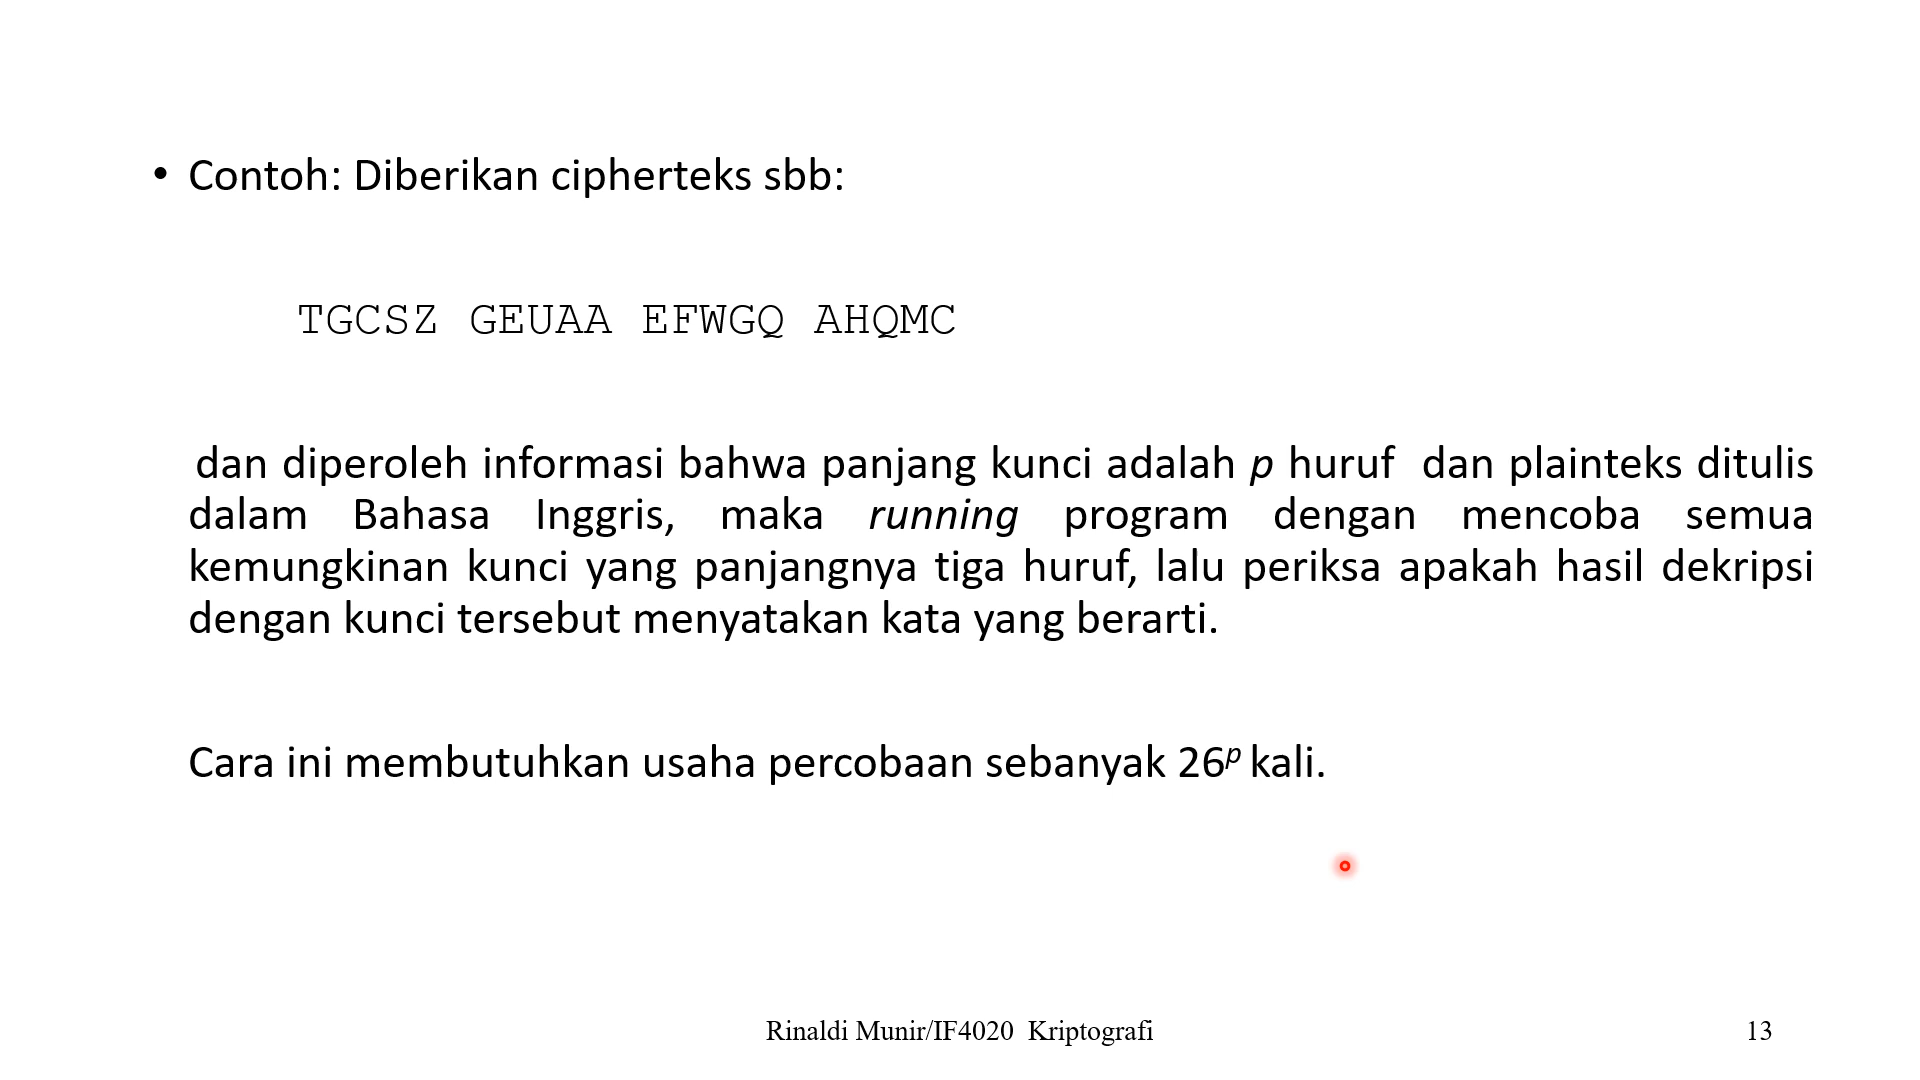 • Contoh: Diberikan cipherteks sbb:
TGCSZ GEUAA EFWGQ AHQMC
dan diperoleh informasi bahwa panjang kunci adalah p huruf dan plainteks ditulis
dalam Bahasa Inggris, maka running program dengan mencoba semua
kemungkinan kunci yang panjangnya tiga huruf, lalu periksa apakah hasil dekripsi
dengan kunci tersebut menyatakan kata yang berarti.
Cara ini membutuhkan usaha percobaan sebanyak 26ᵖ kali.
Rinaldi Munir/IF4020 Kriptografi
13